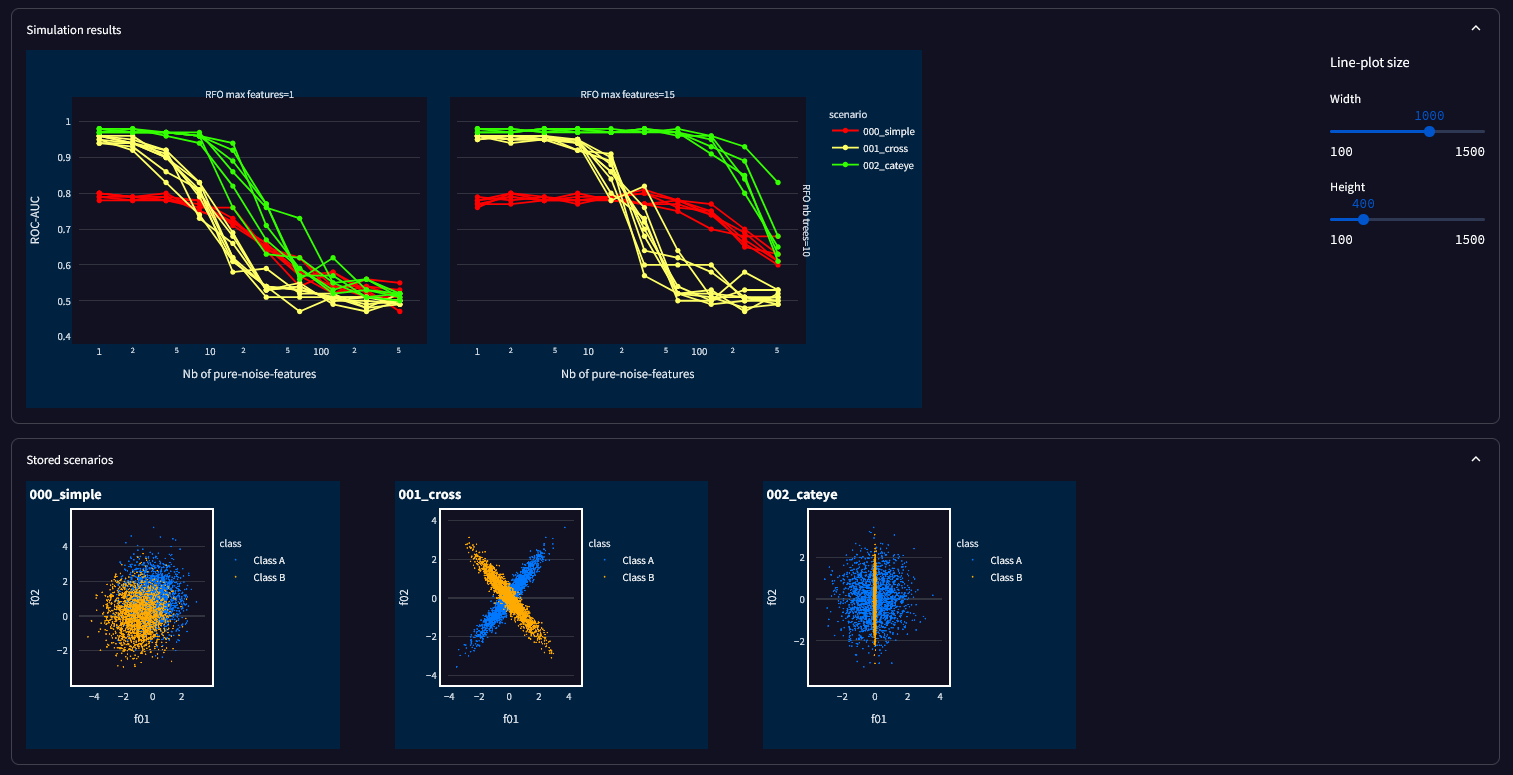 Simulation results
RFO max features=1
RFO max features=15
ROC-AUC
1
0.9
0.8
0.7
0.6
0.5
0.4
1 2 5 10 2 5 100 2 5
Nb of pure-noise-features
1 2 5 10 2 5 100 2 5
Nb of pure-noise-features
RFO nb trees=10
scenario
000_simple
001_cross
002_cateye
Line-plot size
Width
1000
100 1500
Height
400
100 1500
Stored scenarios
000_simple
f02
4
2
0
−2
−4 −2 0 2
f01
class
Class A
Class B
001_cross
f02
4
2
0
−2
−4
−4 −2 0 2 4
f01
class
Class A
Class B
002_cateye
f02
2
0
−2
−2 0 2 4
f01
class
Class A
Class B